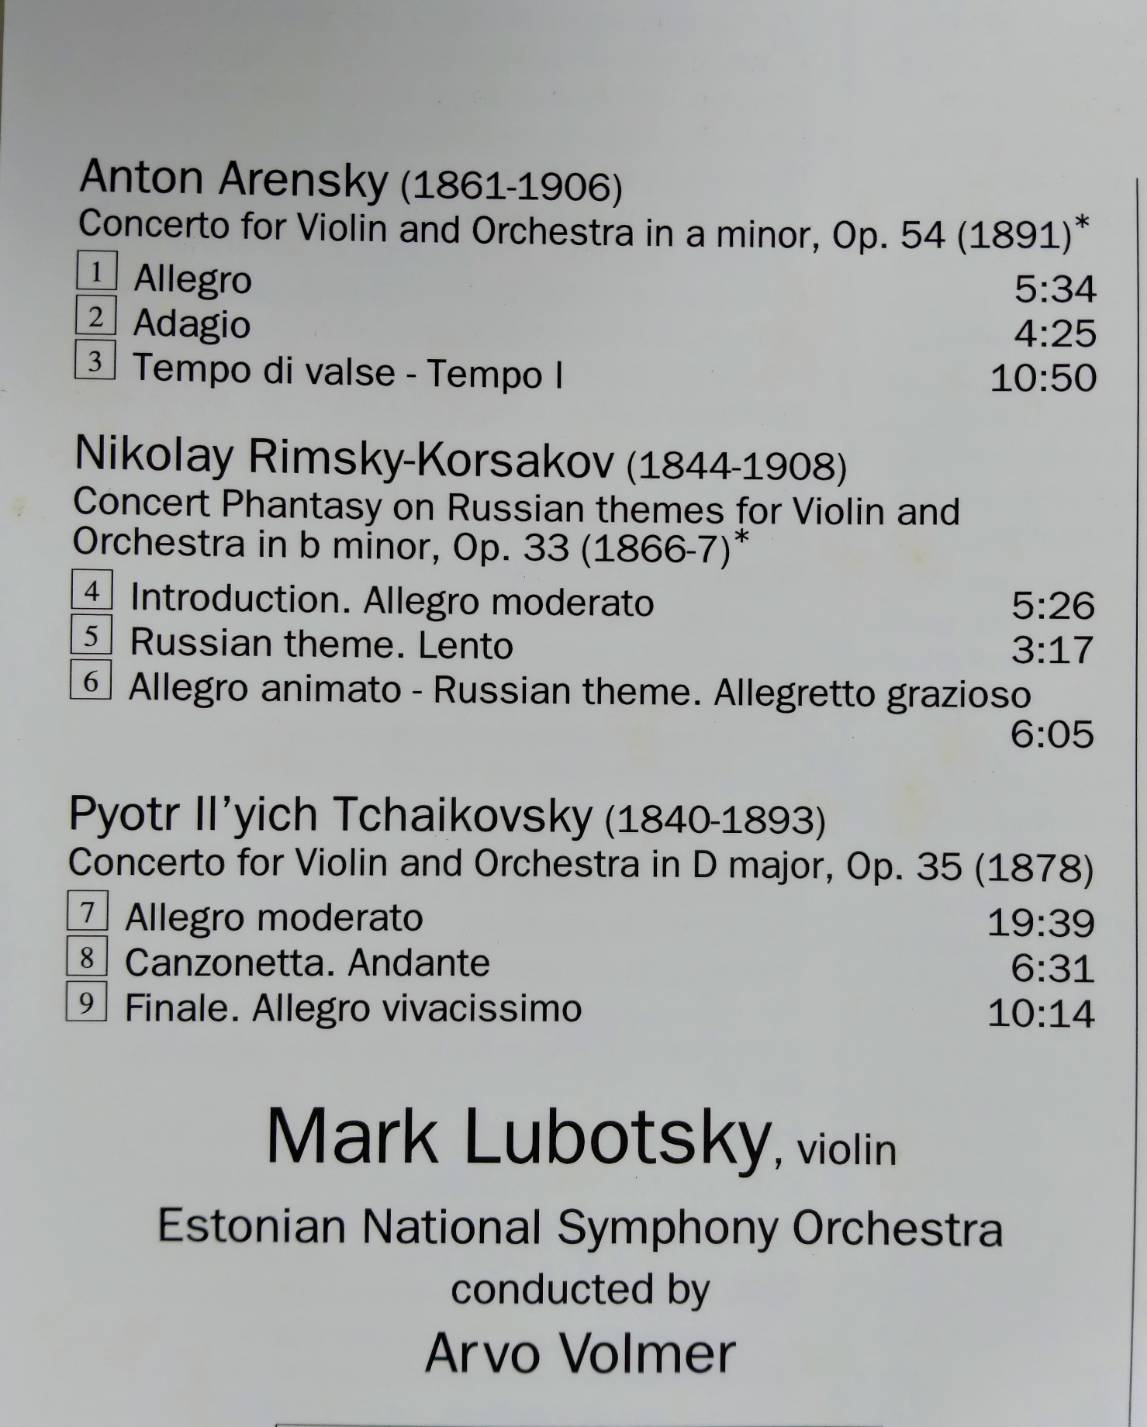 Anton Arensky (1861-1906)
Concerto for Violin and Orchestra in a minor, Op. 54 (1891)*
1 Allegro 5:34
2 Adagio 4:25
3 Tempo di valse - Tempo I 10:50
Nikolay Rimsky-Korsakov (1844-1908)
Concert Phantasy on Russian themes for Violin and
Orchestra in b minor, Op. 33 (1866-7)*
4 Introduction. Allegro moderato 5:26
5 Russian theme. Lento 3:17
6 Allegro animato - Russian theme. Allegretto grazioso
6:05
Pyotr Il'yich Tchaikovsky (1840-1893)
Concerto for Violin and Orchestra in D major, Op. 35 (1878)
7 Allegro moderato 19:39
8 Canzonetta. Andante 6:31
9 Finale. Allegro vivacissimo 10:14
Mark Lubotsky, violin
Estonian National Symphony Orchestra
conducted by
Arvo Volmer